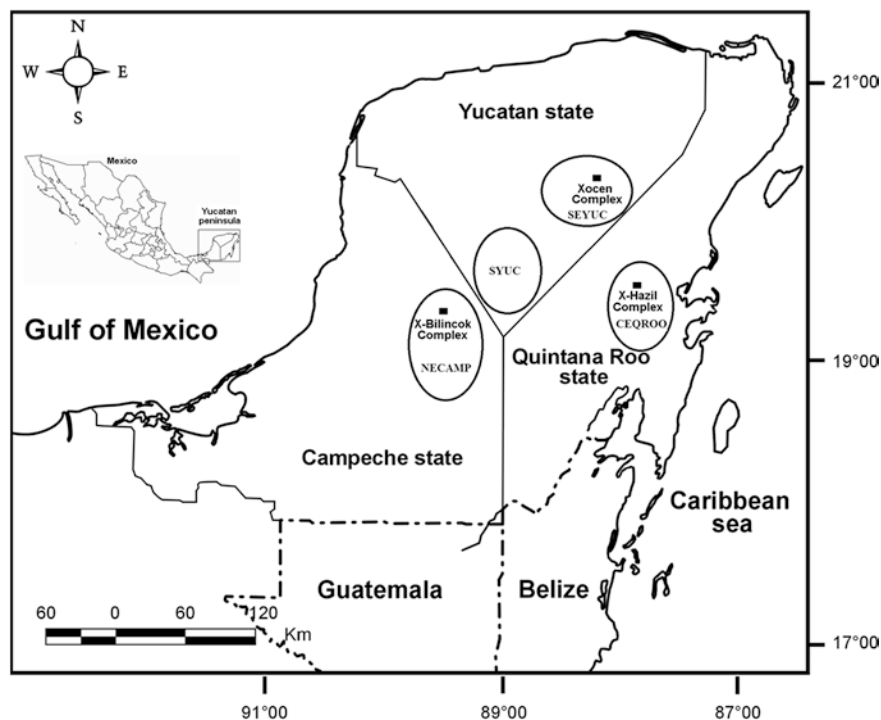 N
W E
S
21°00
Yucatan state
Mexico
Yucatan
peninsula
Xocen
Complex
SEYUC
SYUC
X-Hazil
Complex
CEQROO
X-Bilincok
Complex
NECAMP
Gulf of Mexico
Quintana Roo
state
19°00
Campeche state
Caribbean
sea
Guatemala
Belize
60 0 60 120
Km
17°00
91°00 89°00 87°00